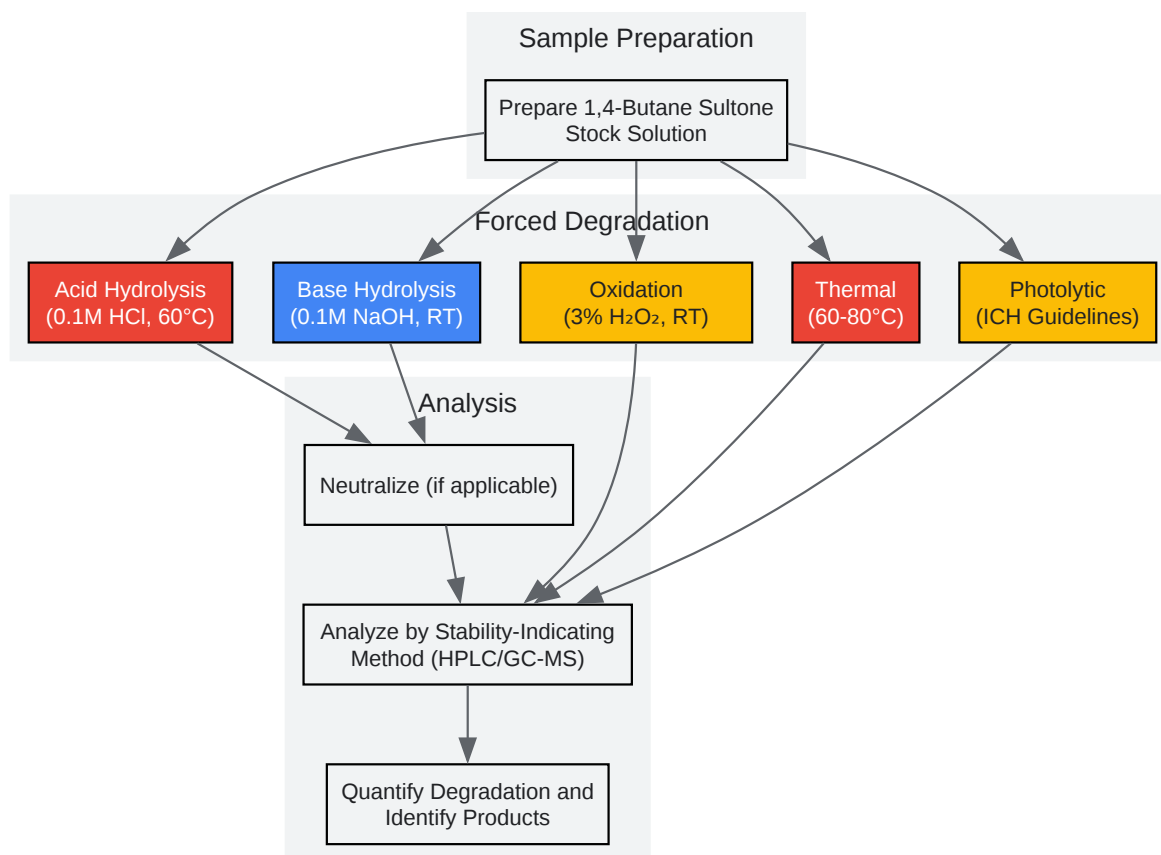 Sample Preparation
Prepare 1,4-Butane Sultone
Stock Solution
Forced Degradation
Acid Hydrolysis
(0.1M HCl, 60°C)
Base Hydrolysis
(0.1M NaOH, RT)
Oxidation
(3% H₂O₂, RT)
Thermal
(60-80°C)
Photolytic
(ICH Guidelines)
Analysis
Neutralize (if applicable)
Analyze by Stability-Indicating
Method (HPLC/GC-MS)
Quantify Degradation and
Identify Products